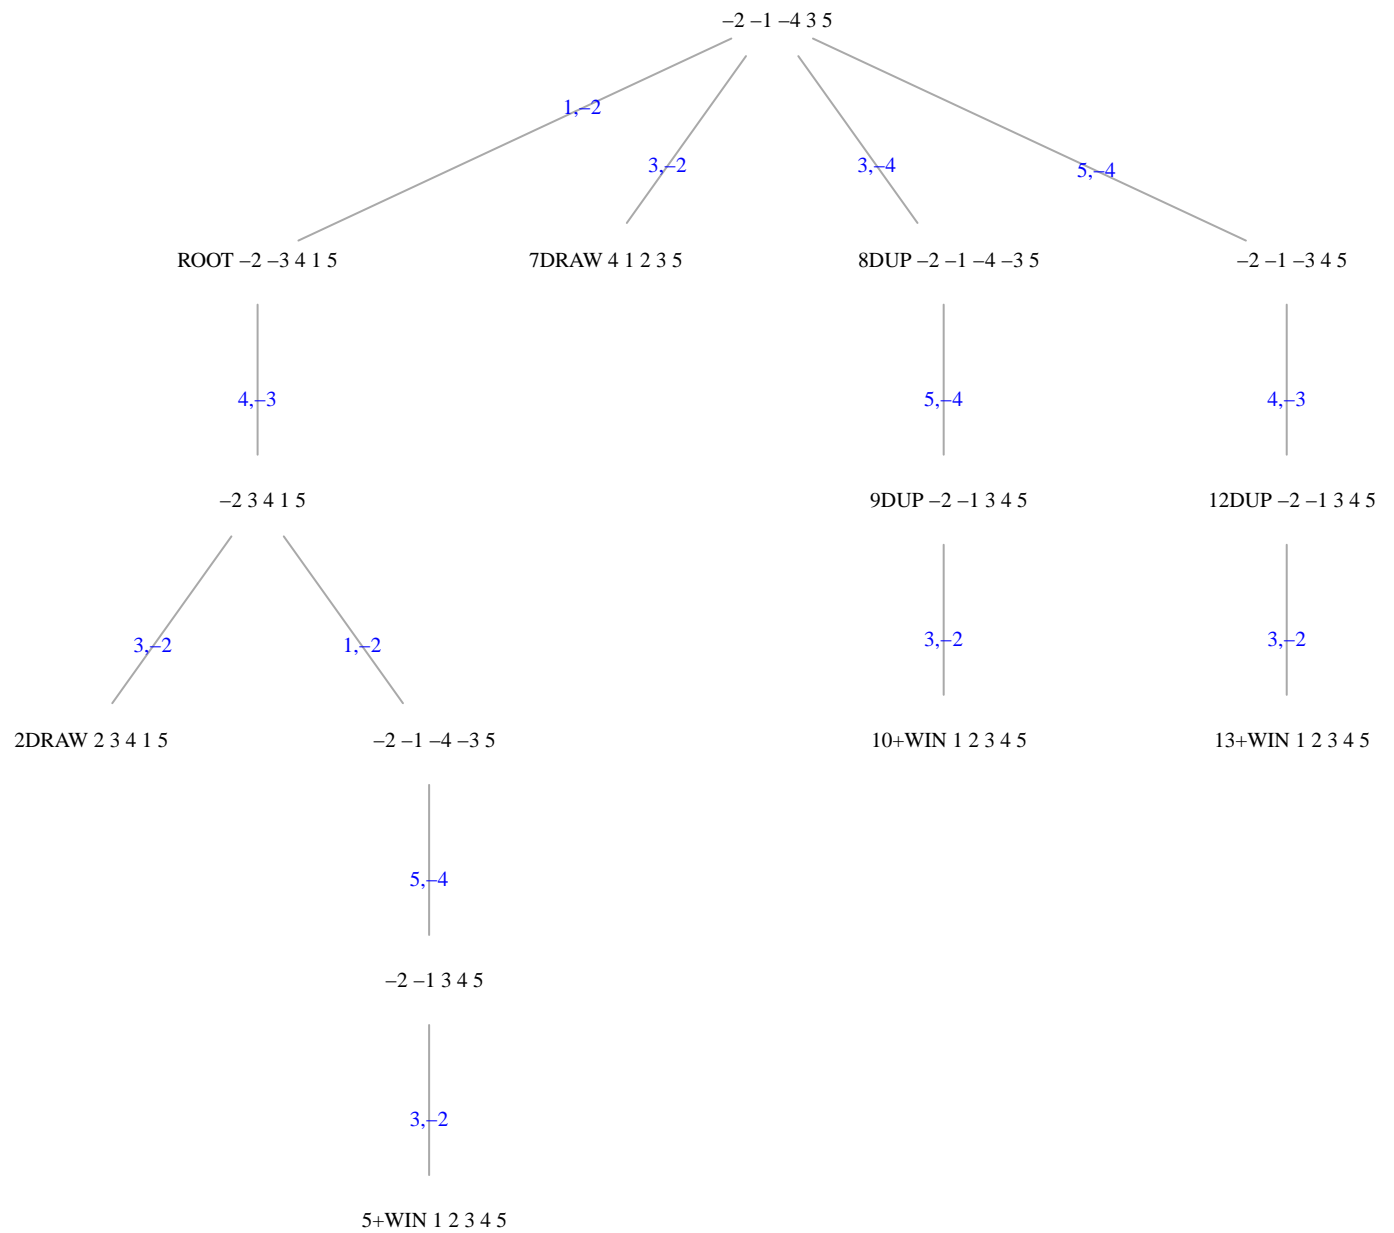 –2 –1 –4 3 5
1,–2
3,–2
3,–4
5,–4
ROOT –2 –3 4 1 5
7DRAW 4 1 2 3 5
8DUP –2 –1 –4 –3 5
–2 –1 –3 4 5
4,–3
5,–4
4,–3
–2 3 4 1 5
9DUP –2 –1 3 4 5
12DUP –2 –1 3 4 5
3,–2
1,–2
3,–2
3,–2
2DRAW 2 3 4 1 5
–2 –1 –4 –3 5
10+WIN 1 2 3 4 5
13+WIN 1 2 3 4 5
5,–4
–2 –1 3 4 5
3,–2
5+WIN 1 2 3 4 5